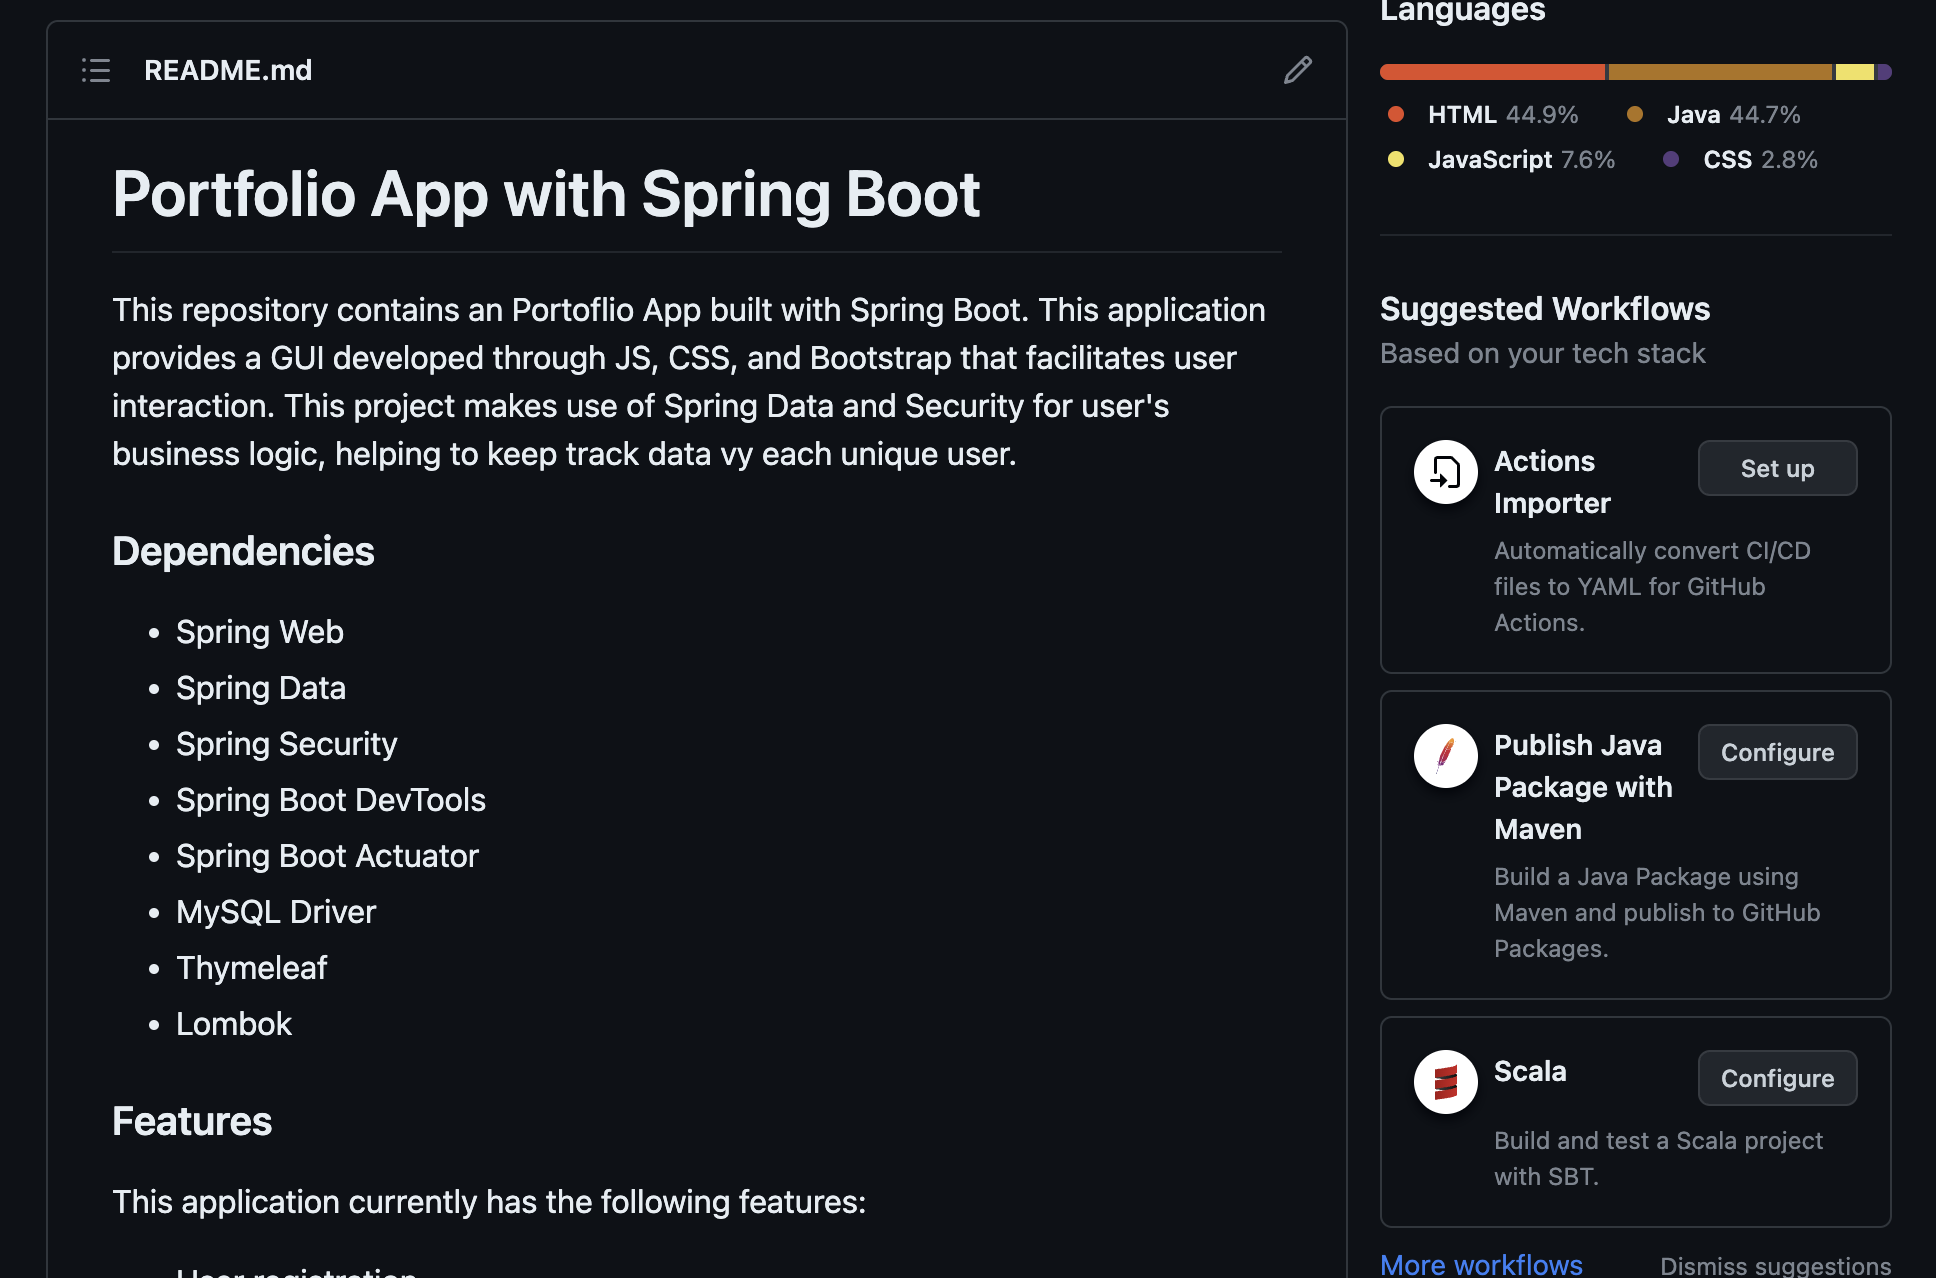 README.md
Portfolio App with Spring Boot
This repository contains an Portoflio App built with Spring Boot. This application
provides a GUI developed through JS, CSS, and Bootstrap that facilitates user
interaction. This project makes use of Spring Data and Security for user's
business logic, helping to keep track data vy each unique user.
Dependencies
Spring Web
Spring Data
Spring Security
Spring Boot DevTools
Spring Boot Actuator
MySQL Driver
Thymeleaf
Lombok
Features
This application currently has the following features:
User registration
Languages
HTML 44.9% Java 44.7%
JavaScript 7.6% CSS 2.8%
Suggested Workflows
Based on your tech stack
Actions
Importer
Set up
Automatically convert CI/CD
files to YAML for GitHub
Actions.
Publish Java
Package with
Maven
Configure
Build a Java Package using
Maven and publish to GitHub
Packages.
Scala
Configure
Build and test a Scala project
with SBT.
More workflows
Dismiss suggestions